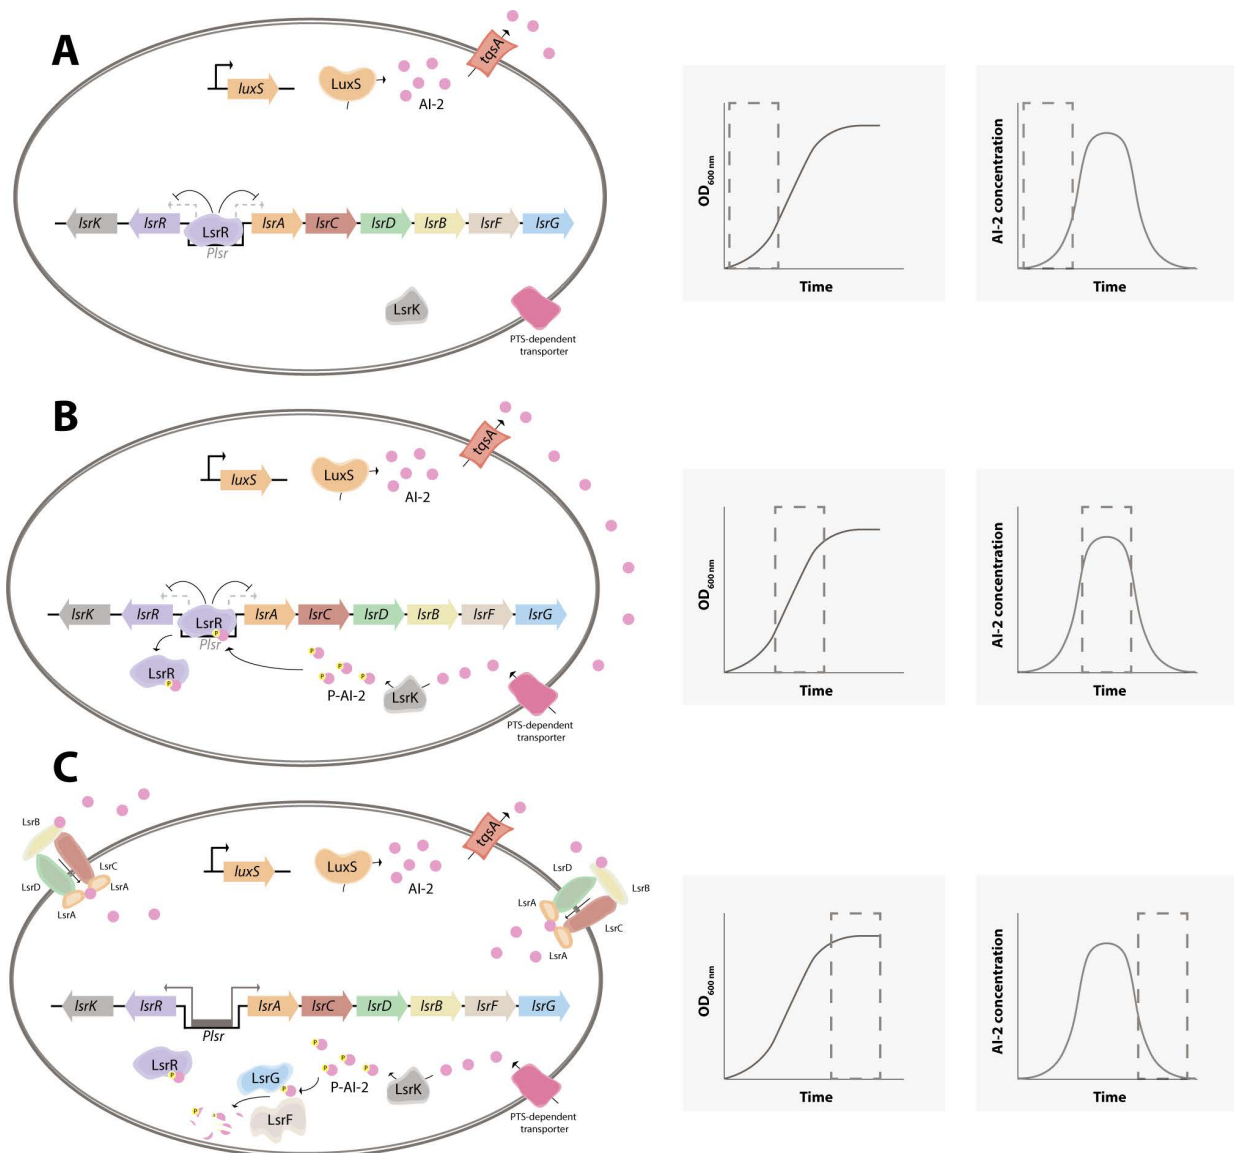 A
tqsA
luxS
LuxS
AI-2
lsrK
lsrR
LsrR
Plsr
lsrA
lsrC
lsrD
lsrB
lsrF
lsrG
LsrK
PTS-dependent
transporter
OD600 nm
Time
AI-2 concentration
Time
B
tqsA
luxS
LuxS
AI-2
lsrK
lsrR
LsrR
P
Plsr
lsrA
lsrC
lsrD
lsrB
lsrF
lsrG
LsrR
P
P
P
P
P
P-AI-2
LsrK
PTS-dependent
transporter
OD600 nm
Time
AI-2 concentration
Time
C
LsrB
LsrC
LsrD
LsrA
LsrA
tqsA
luxS
LuxS
AI-2
LsrD
LsrB
LsrA
LsrC
LsrA
lsrK
lsrR
Plsr
lsrA
lsrC
lsrD
lsrB
lsrF
lsrG
LsrR
P
LsrG
P
P
P
P
P
P-AI-2
LsrK
P
LsrF
PTS-dependent
transporter
OD600 nm
Time
AI-2 concentration
Time